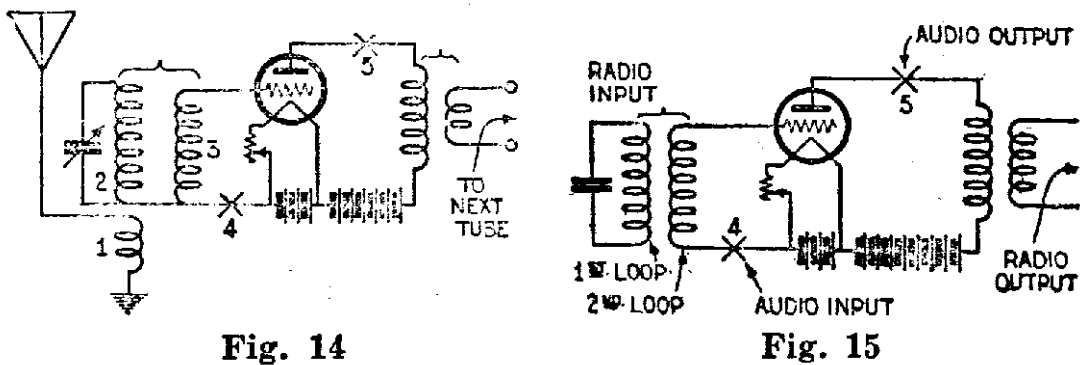 1
2
3
4
5
TO
NEXT
TUBE
Fig. 14
RADIO
INPUT
AUDIO OUTPUT
5
4
1ST. LOOP
2ND. LOOP
AUDIO INPUT
RADIO
OUTPUT
Fig. 15